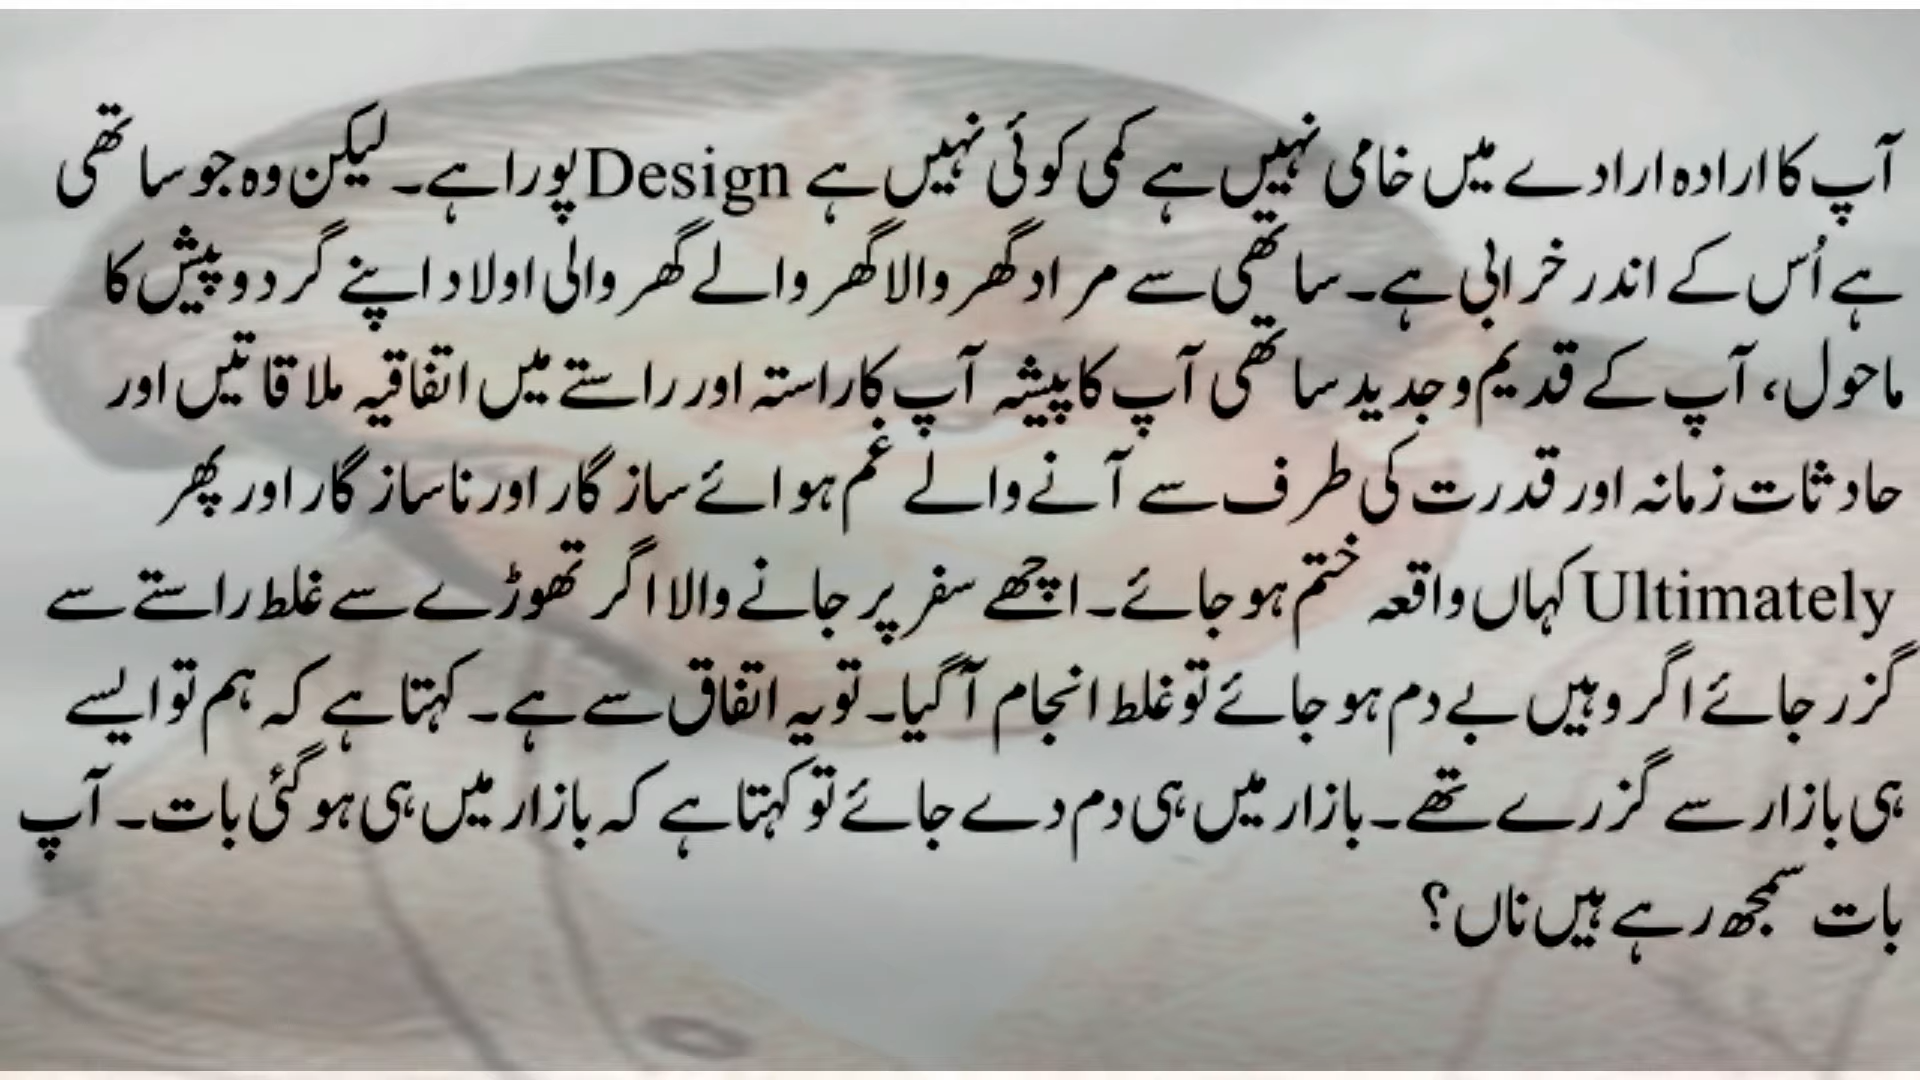 آپ کا ارادہ ارادے میں خامی نہیں ہے کمی کوئی نہیں ہے Design پورا ہے۔ لیکن وہ جو ساتھی
ہے اُس کے اندر خرابی ہے۔ ساتھی سے مراد گھر والا گھر والے گھر والی اولاد اپنے گرد و پیش کا
ماحول، آپ کے قدیم و جدید ساتھی آپ کا پیشہ آپ کا راستہ اور راستے میں اتفاقیہ ملاقاتیں اور
حادثات زمانہ اور قدرت کی طرف سے آنے والے غم ہوائے ساز گار اور ناساز گار اور پھر
Ultimately کہاں واقعہ ختم ہو جائے۔ اچھے سفر پر جانے والا اگر تھوڑے سے غلط راستے سے
گزر جائے اگر وہیں بے دم ہو جائے تو غلط انجام آ گیا۔ تو یہ اتفاق سے ہے۔ کہتا ہے کہ ہم تو ایسے
ہی بازار سے گزرے تھے۔ بازار میں ہی دم دے جائے تو کہتا ہے کہ بازار میں ہی ہو گئی بات۔ آپ
بات سمجھ رہے ہیں ناں؟